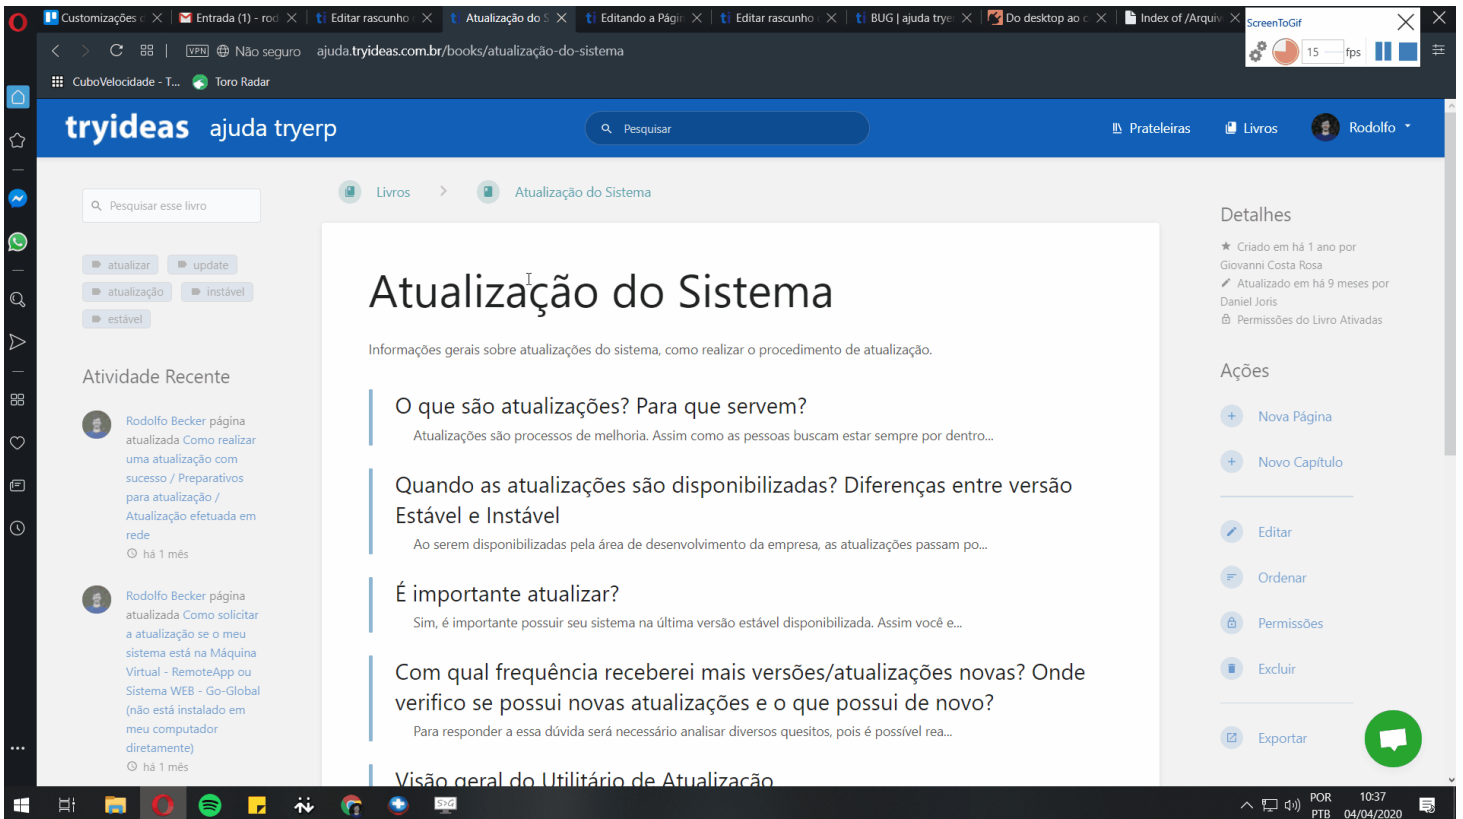 Customizações d
Entrada (1) - rod
Editar rascunho
Atualização do S
Editando a Págin
Editar rascunho
BUG | ajuda trye
Do desktop ao c
Index of /Arquiv
ScreenToGif
15 fps
VPN
Não seguro
ajuda.tryideas.com.br/books/atualização-do-sistema
CuboVelocidade - T...
Toro Radar
tryideas ajuda tryerp
Pesquisar
Prateleiras
Livros
Rodolfo
Pesquisar esse livro
atualizar
update
atualização
instável
estável
Atividade Recente
Rodolfo Becker página
atualizada Como realizar
uma atualização com
sucesso / Preparativos
para atualização /
Atualização efetuada em
rede
há 1 mês
Rodolfo Becker página
atualizada Como solicitar
a atualização se o meu
sistema está na Máquina
Virtual - RemoteApp ou
Sistema WEB - Go-Global
(não está instalado em
meu computador
diretamente)
há 1 mês
Livros
Atualização do Sistema
Atualização do Sistema
Informações gerais sobre atualizações do sistema, como realizar o procedimento de atualização.
O que são atualizações? Para que servem?
Atualizações são processos de melhoria. Assim como as pessoas buscam estar sempre por dentro...
Quando as atualizações são disponibilizadas? Diferenças entre versão
Estável e Instável
Ao serem disponibilizadas pela área de desenvolvimento da empresa, as atualizações passam po...
É importante atualizar?
Sim, é importante possuir seu sistema na última versão estável disponibilizada. Assim você e...
Com qual frequência receberei mais versões/atualizações novas? Onde
verifico se possui novas atualizações e o que possui de novo?
Para responder a essa dúvida será necessário analisar diversos quesitos, pois é possível rea...
Visão geral do Utilitário de Atualização
Detalhes
Criado em há 1 ano por
Giovanni Costa Rosa
Atualizado em há 9 meses por
Daniel Joris
Permissões do Livro Ativadas
Ações
Nova Página
Novo Capítulo
Editar
Ordenar
Permissões
Excluir
Exportar
S>G
POR
PTB
10:37
04/04/2020